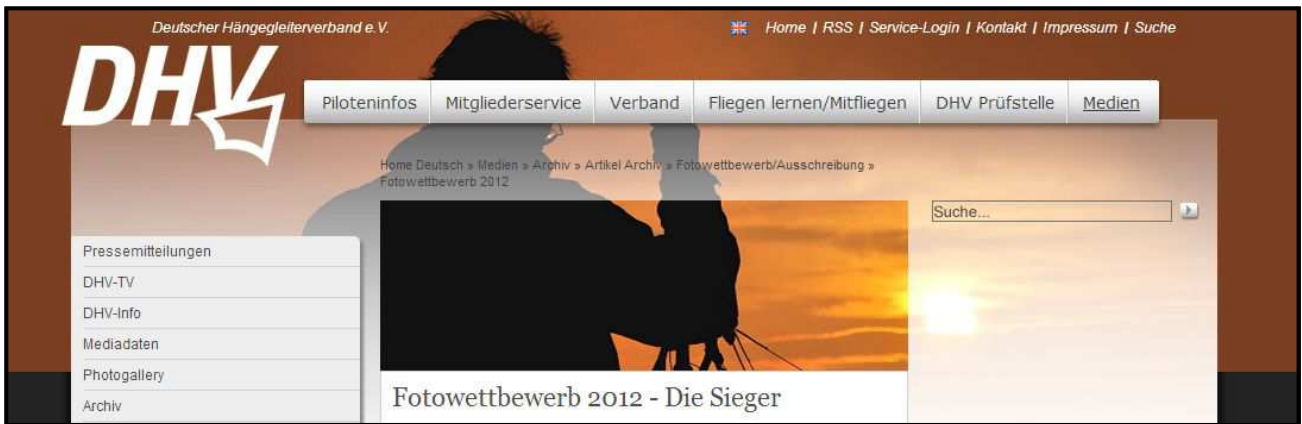 Deutscher Hängegleiterverband e.V.
Home | RSS | Service-Login | Kontakt | Impressum | Suche
DHV
Piloteninfos Mitgliederservice Verband Fliegen lernen/Mitfliegen DHV Prüfstelle Medien
Home Deutsch » Medien » Archiv » Artikel Archiv » Fotowettbewerb/Ausschreibung »
Fotowettbewerb 2012
Suche...
Pressemitteilungen
DHV-TV
DHV-Info
Mediadaten
Photogallery
Archiv
Fotowettbewerb 2012 - Die Sieger